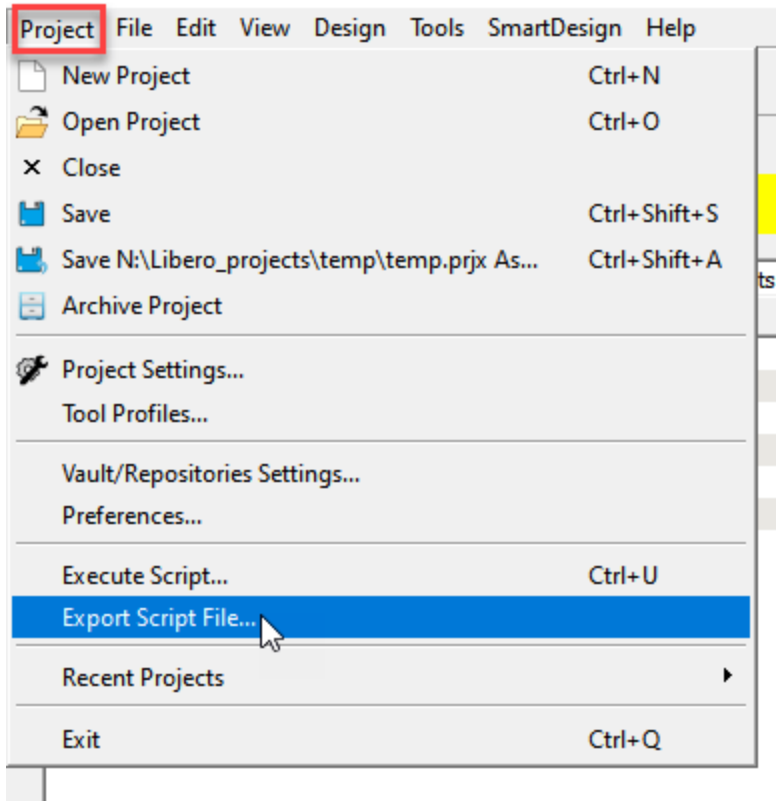 Project File Edit View Design Tools SmartDesign Help
New Project Ctrl+N
Open Project Ctrl+O
Close
Save Ctrl+Shift+S
Save N:\Libero_projects\temp\temp.prjx As... Ctrl+Shift+A
ts
Archive Project
Project Settings...
Tool Profiles...
Vault/Repositories Settings...
Preferences...
Execute Script... Ctrl+U
Export Script File...
Recent Projects
Exit Ctrl+Q